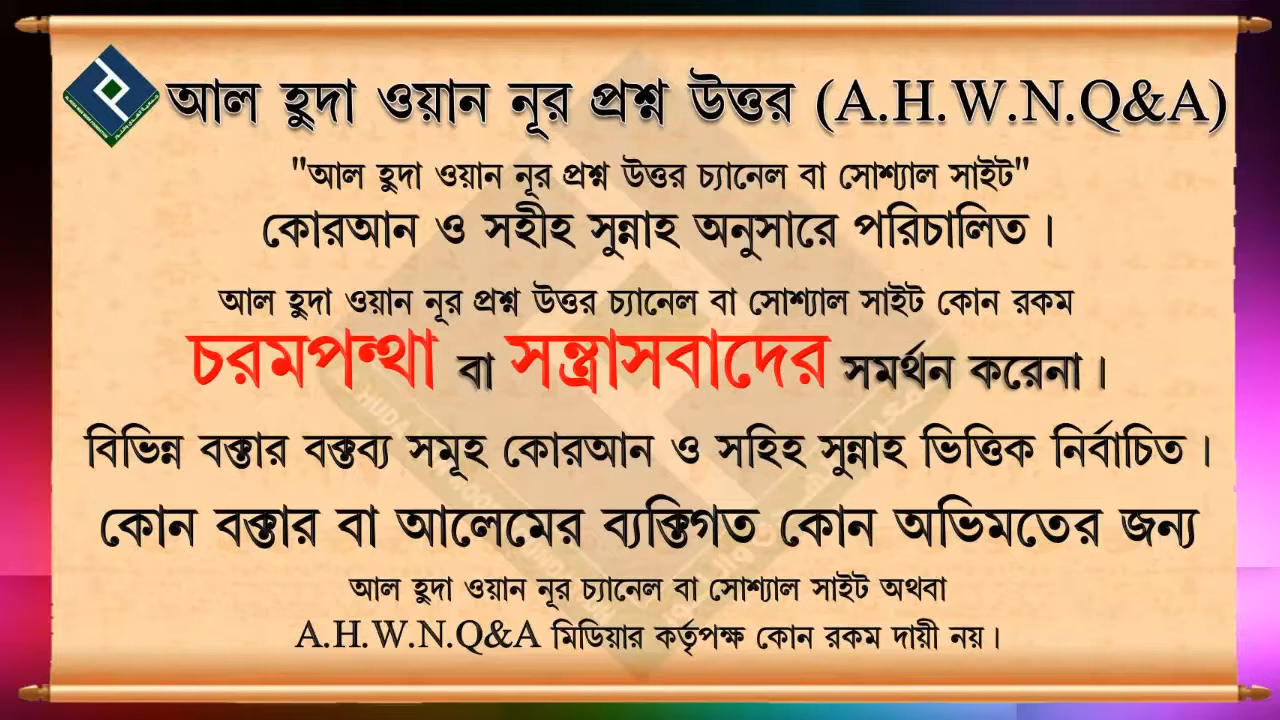 আল হুদা ওয়ান নূর প্রশ্ন উত্তর (A.H.W.N.Q&A)
"আল হুদা ওয়ান নূর প্রশ্ন উত্তর চ্যানেল বা সোশ্যাল সাইট"
কোরআন ও সহীহ সুন্নাহ অনুসারে পরিচালিত।
আল হুদা ওয়ান নূর প্রশ্ন উত্তর চ্যানেল বা সোশ্যাল সাইট কোন রকম
চরমপন্থা বা সন্ত্রাসবাদের সমর্থন করেনা।
বিভিন্ন বক্তার বক্তব্য সমূহ কোরআন ও সহিহ সুন্নাহ ভিত্তিক নির্বাচিত।
কোন বক্তার বা আলেমের ব্যক্তিগত কোন অভিমতের জন্য
আল হুদা ওয়ান নূর চ্যানেল বা সোশ্যাল সাইট অথবা
A.H.W.N.Q&A মিডিয়ার কর্তৃপক্ষ কোন রকম দায়ী নয়।